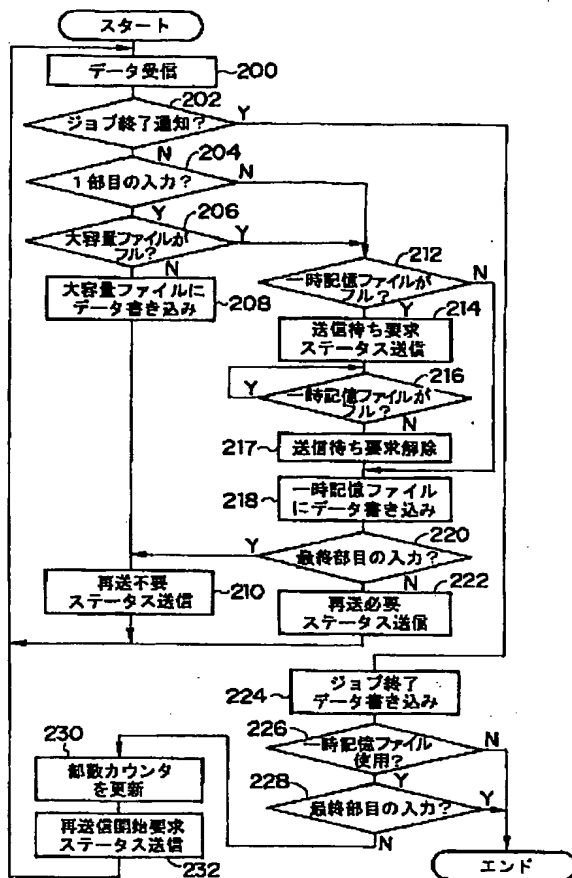 スタート
データ受信
200
202
ジョブ終了通知?
Y
N
204
1部目の入力?
N
Y
206
大容量ファイルが
フル?
Y
N
大容量ファイルに
データ書き込み
208
212
一時記憶ファイルが
フル?
N
Y
214
送信待ち要求
ステータス送信
216
一時記憶ファイルが
フル?
Y
N
217
送信待ち要求解除
218
一時記憶ファイル
にデータ書き込み
220
最終部目の入力?
Y
N
222
再送不要
ステータス送信
210
再送必要
ステータス送信
224
ジョブ終了
データ書き込み
226
一時記憶ファイル
使用?
N
Y
228
最終部目の入力?
Y
N
230
部数カウンタ
を更新
再送信開始要求
ステータス送信
232
エンド